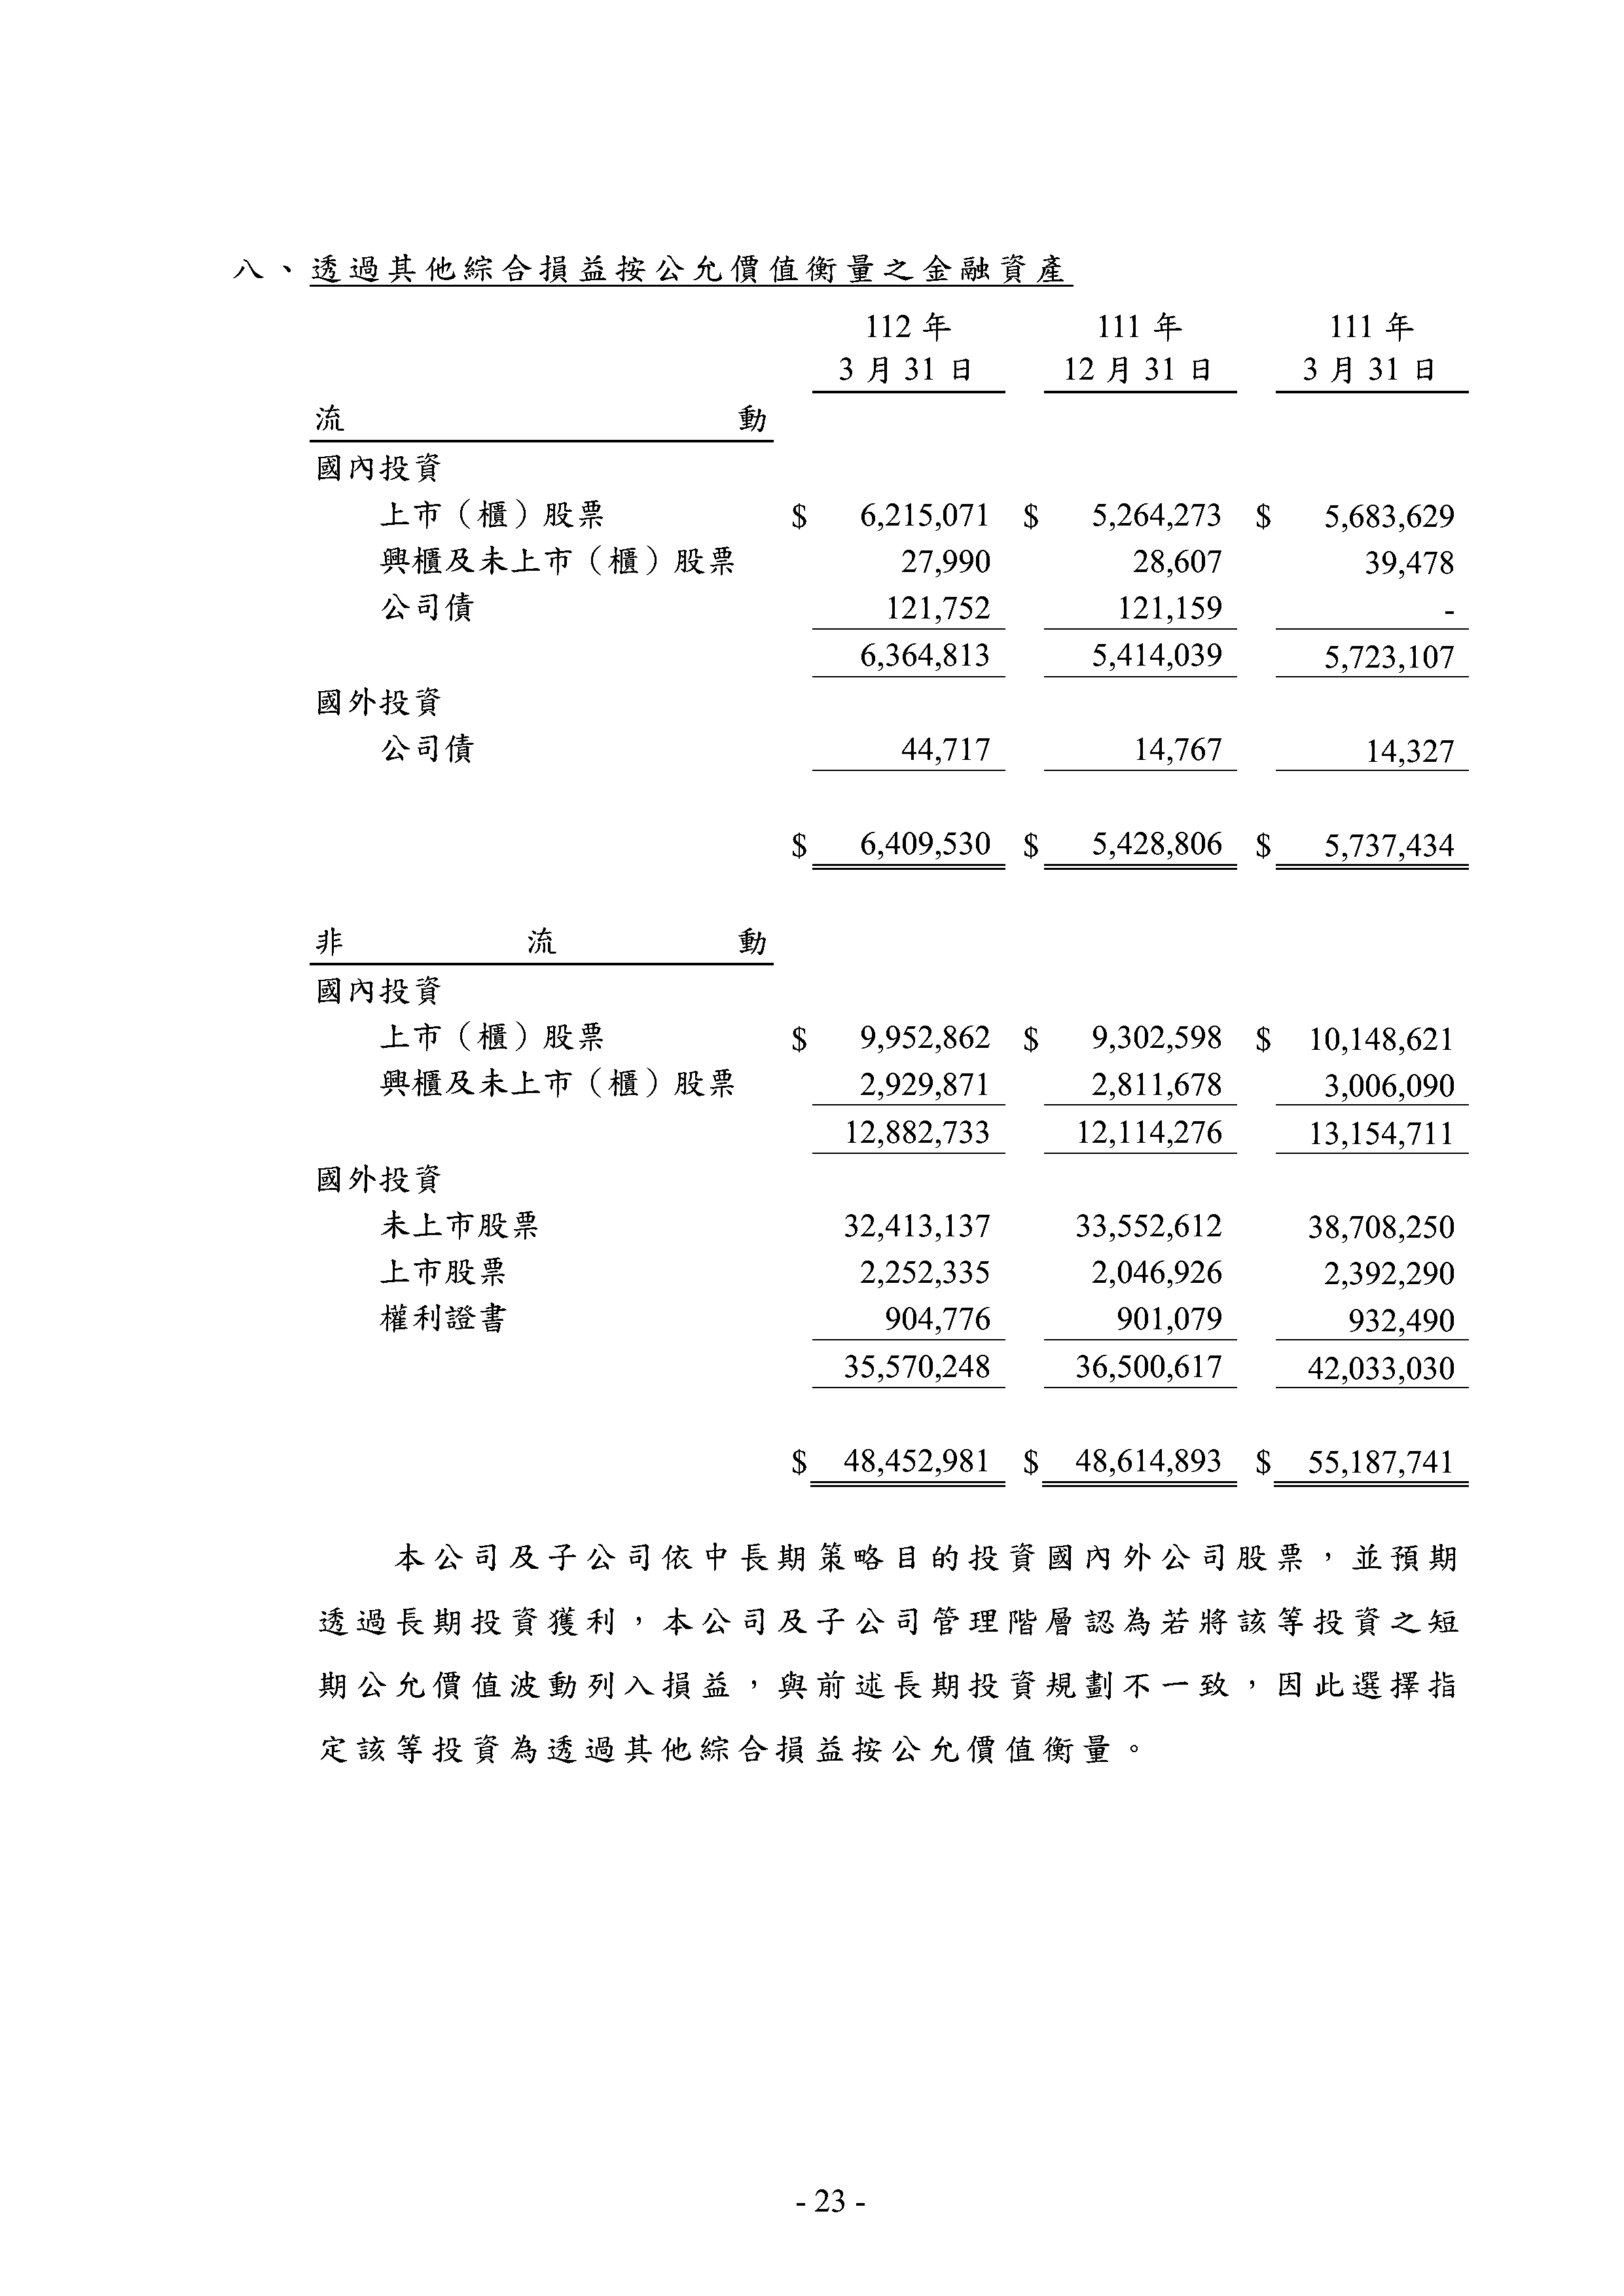 八、透過其他綜合損益按公允價值衡量之金融資產
112 年 111 年 111 年
3 月 31 日 12 月 31 日 3 月 31 日
流動
國內投資
上市（櫃）股票 $ 6,215,071 $ 5,264,273 $ 5,683,629
興櫃及未上市（櫃）股票 27,990 28,607 39,478
公司債 121,752 121,159 -
6,364,813 5,414,039 5,723,107
國外投資
公司債 44,717 14,767 14,327
$ 6,409,530 $ 5,428,806 $ 5,737,434
非流動
國內投資
上市（櫃）股票 $ 9,952,862 $ 9,302,598 $ 10,148,621
興櫃及未上市（櫃）股票 2,929,871 2,811,678 3,006,090
12,882,733 12,114,276 13,154,711
國外投資
未上市股票 32,413,137 33,552,612 38,708,250
上市股票 2,252,335 2,046,926 2,392,290
權利證書 904,776 901,079 932,490
35,570,248 36,500,617 42,033,030
$ 48,452,981 $ 48,614,893 $ 55,187,741
本公司及子公司依中長期策略目的投資國內外公司股票，並預期
透過長期投資獲利，本公司及子公司管理階層認為若將該等投資之短
期公允價值波動列入損益，與前述長期投資規劃不一致，因此選擇指
定該等投資為透過其他綜合損益按公允價值衡量。
- 23 -